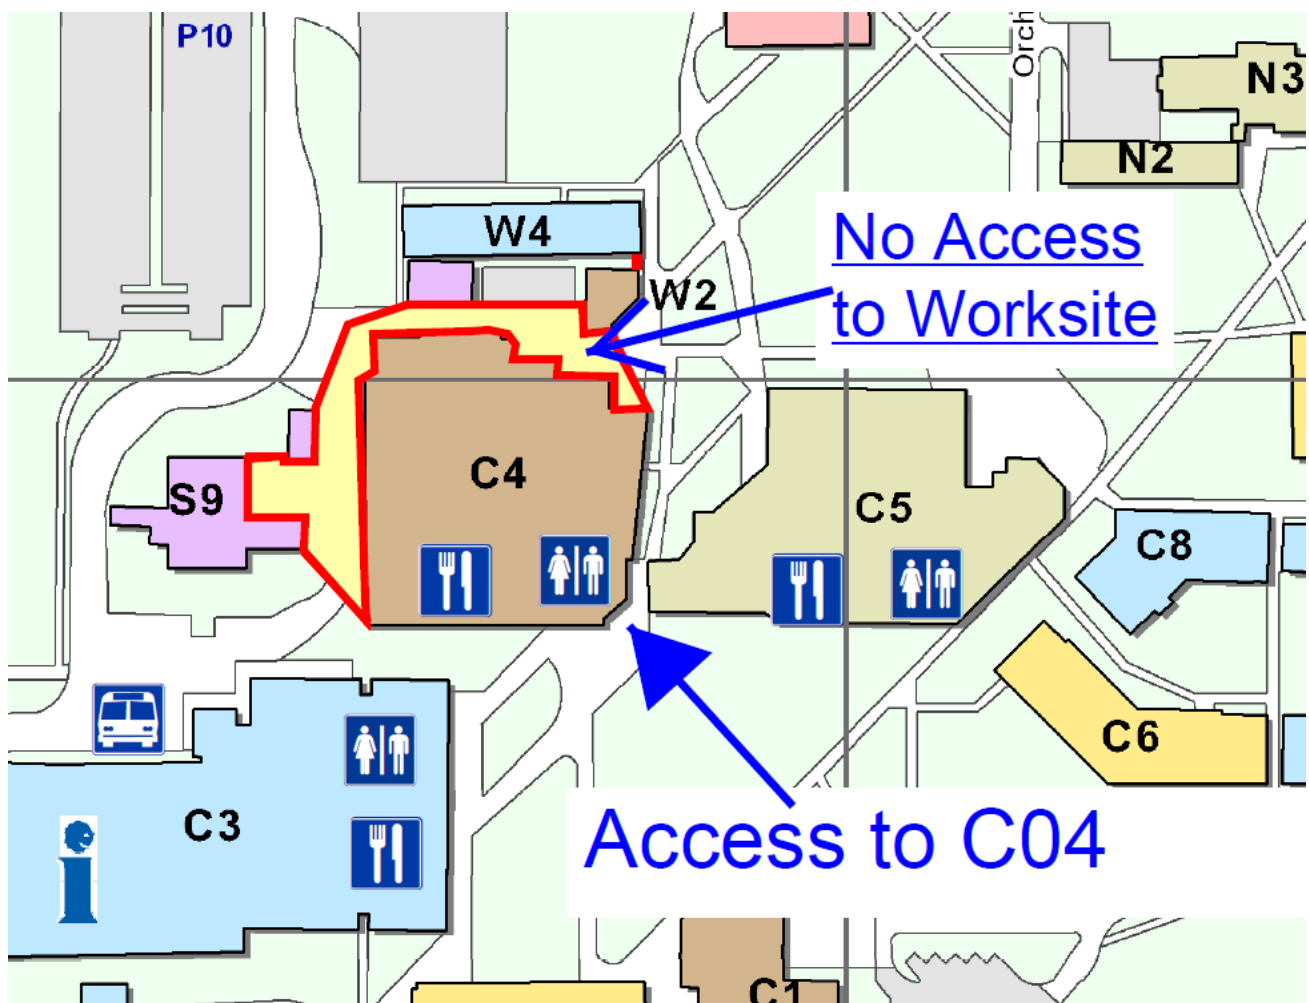 P10
Orch
N3
N2
W4
No Access
to Worksite
W2
C4
S9
C5
C8
C6
C3
Access to C04
C1